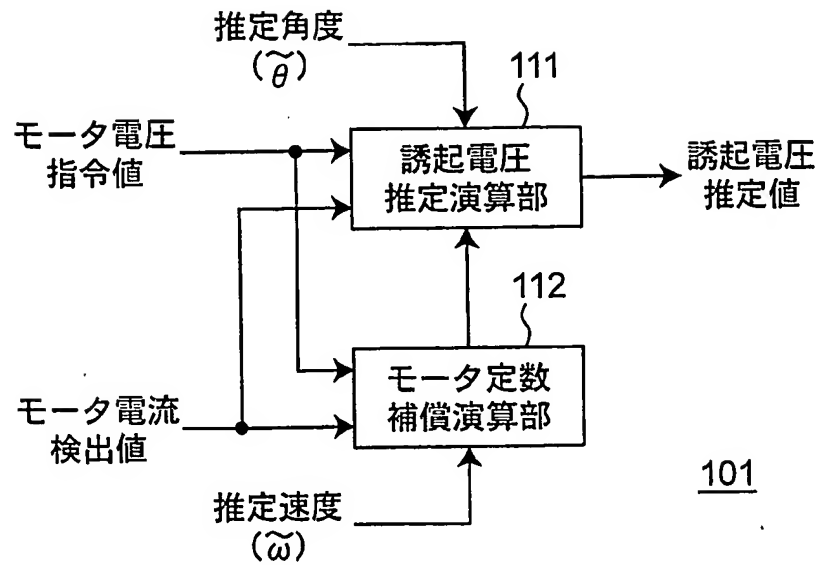 推定角度
(θ̃)
111
モータ電圧
指令値
誘起電圧
推定演算部
誘起電圧
推定値
112
モータ定数
補償演算部
モータ電流
検出値
101
推定速度
(ω̃)